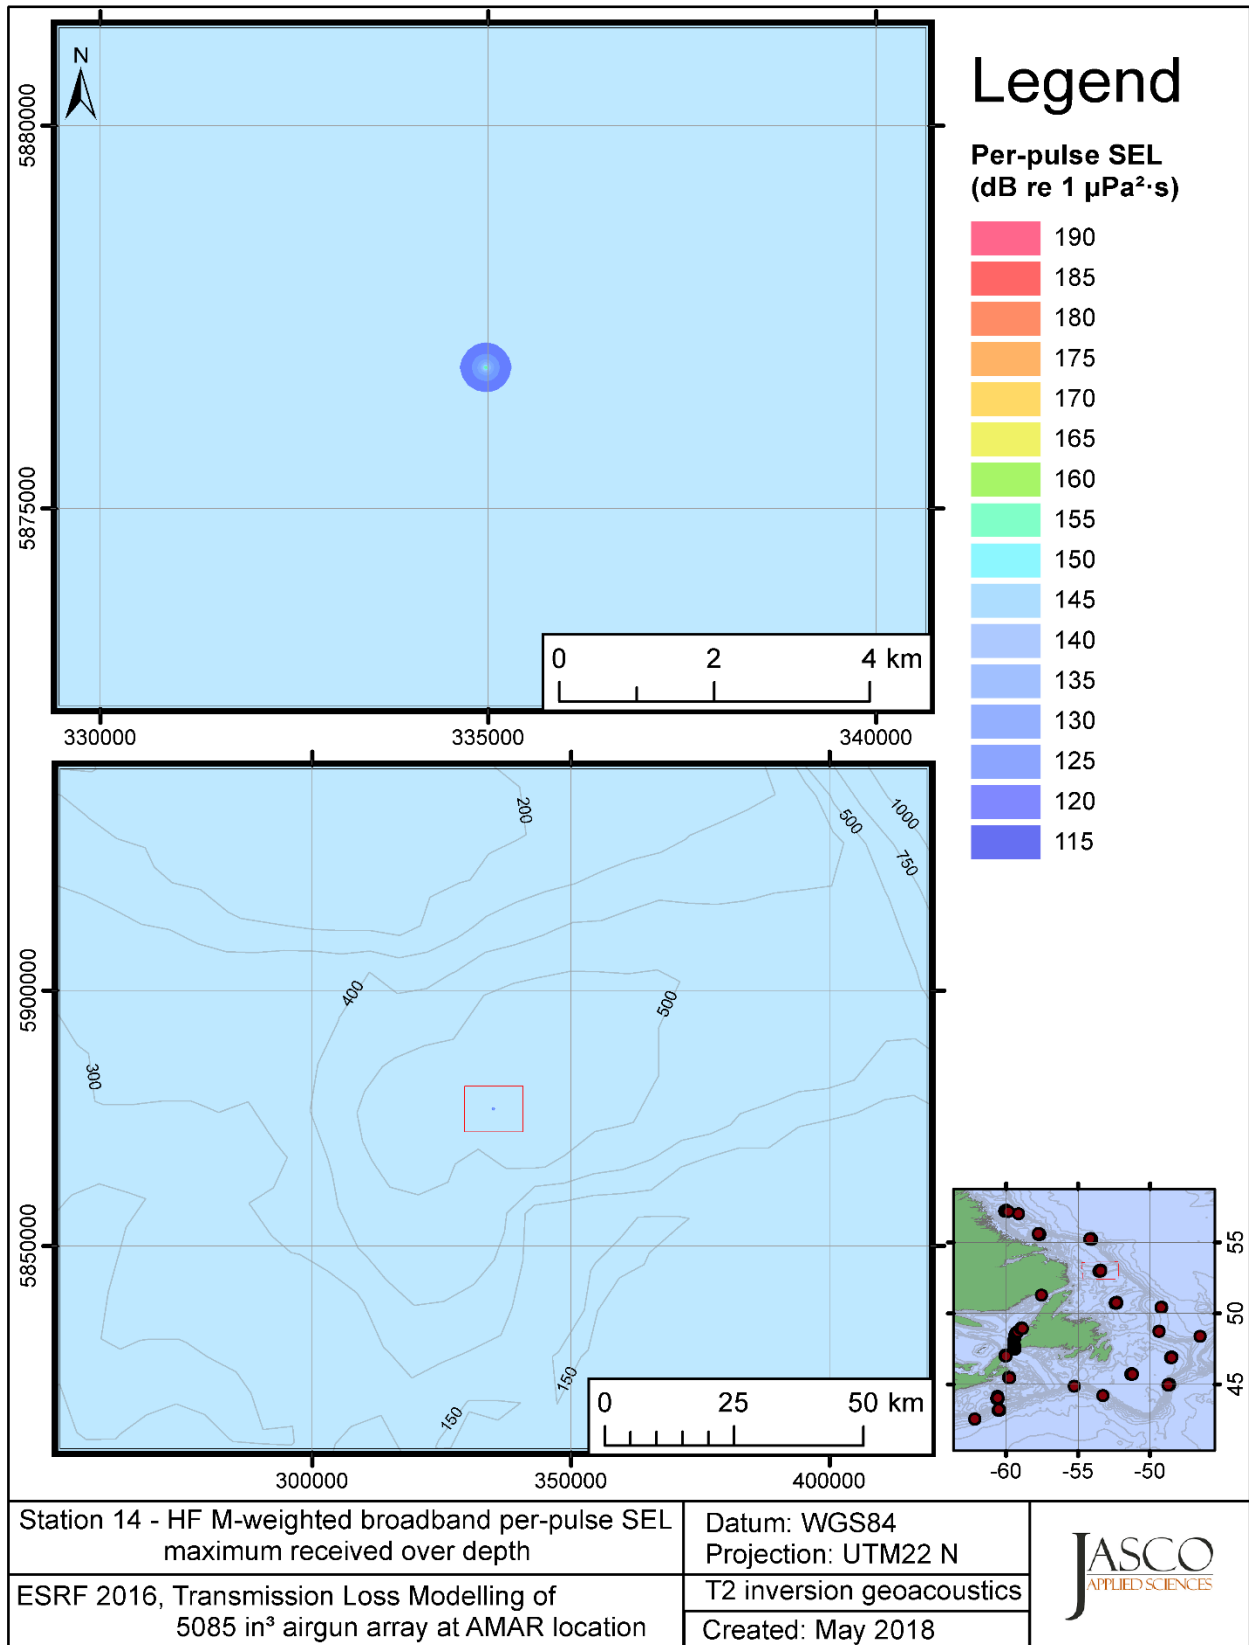 N
5880000
5875000
0 2 4 km
330000 335000 340000
Legend
Per-pulse SEL
(dB re 1 µPa²·s)
190
185
180
175
170
165
160
155
150
145
140
135
130
125
120
115
200
500
1000
750
400
500
300
150
150
5900000
5850000
0 25 50 km
300000 350000 400000
55
50
45
-60 -55 -50
Station 14 - HF M-weighted broadband per-pulse SEL
maximum received over depth
ESRF 2016, Transmission Loss Modelling of
5085 in³ airgun array at AMAR location
Datum: WGS84
Projection: UTM22 N
T2 inversion geoacoustics
Created: May 2018
JASCO
APPLIED SCIENCES